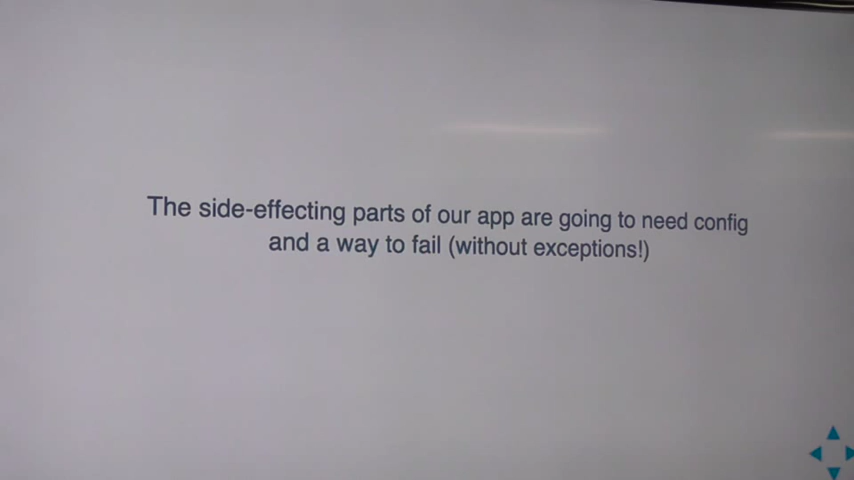 The side-effecting parts of our app are going to need config
and a way to fail (without exceptions!)